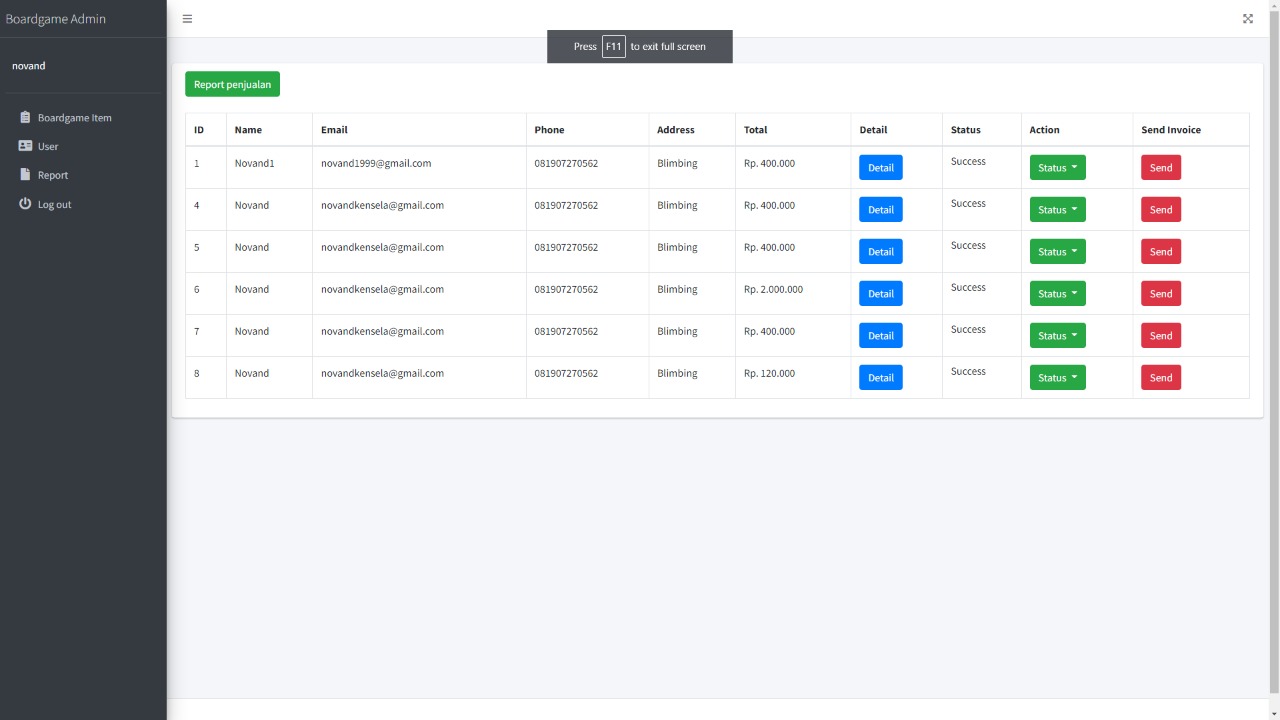 Boardgame Admin
Press F11 to exit full screen
novand
Boardgame Item
User
Report
Log out
Report penjualan
ID Name Email Phone Address Total Detail Status Action Send Invoice
1 Novand1 novand1999@gmail.com 081907270562 Blimbing Rp. 400.000 Detail Success Status Send
4 Novand novandkensela@gmail.com 081907270562 Blimbing Rp. 400.000 Detail Success Status Send
5 Novand novandkensela@gmail.com 081907270562 Blimbing Rp. 400.000 Detail Success Status Send
6 Novand novandkensela@gmail.com 081907270562 Blimbing Rp. 2.000.000 Detail Success Status Send
7 Novand novandkensela@gmail.com 081907270562 Blimbing Rp. 400.000 Detail Success Status Send
8 Novand novandkensela@gmail.com 081907270562 Blimbing Rp. 120.000 Detail Success Status Send